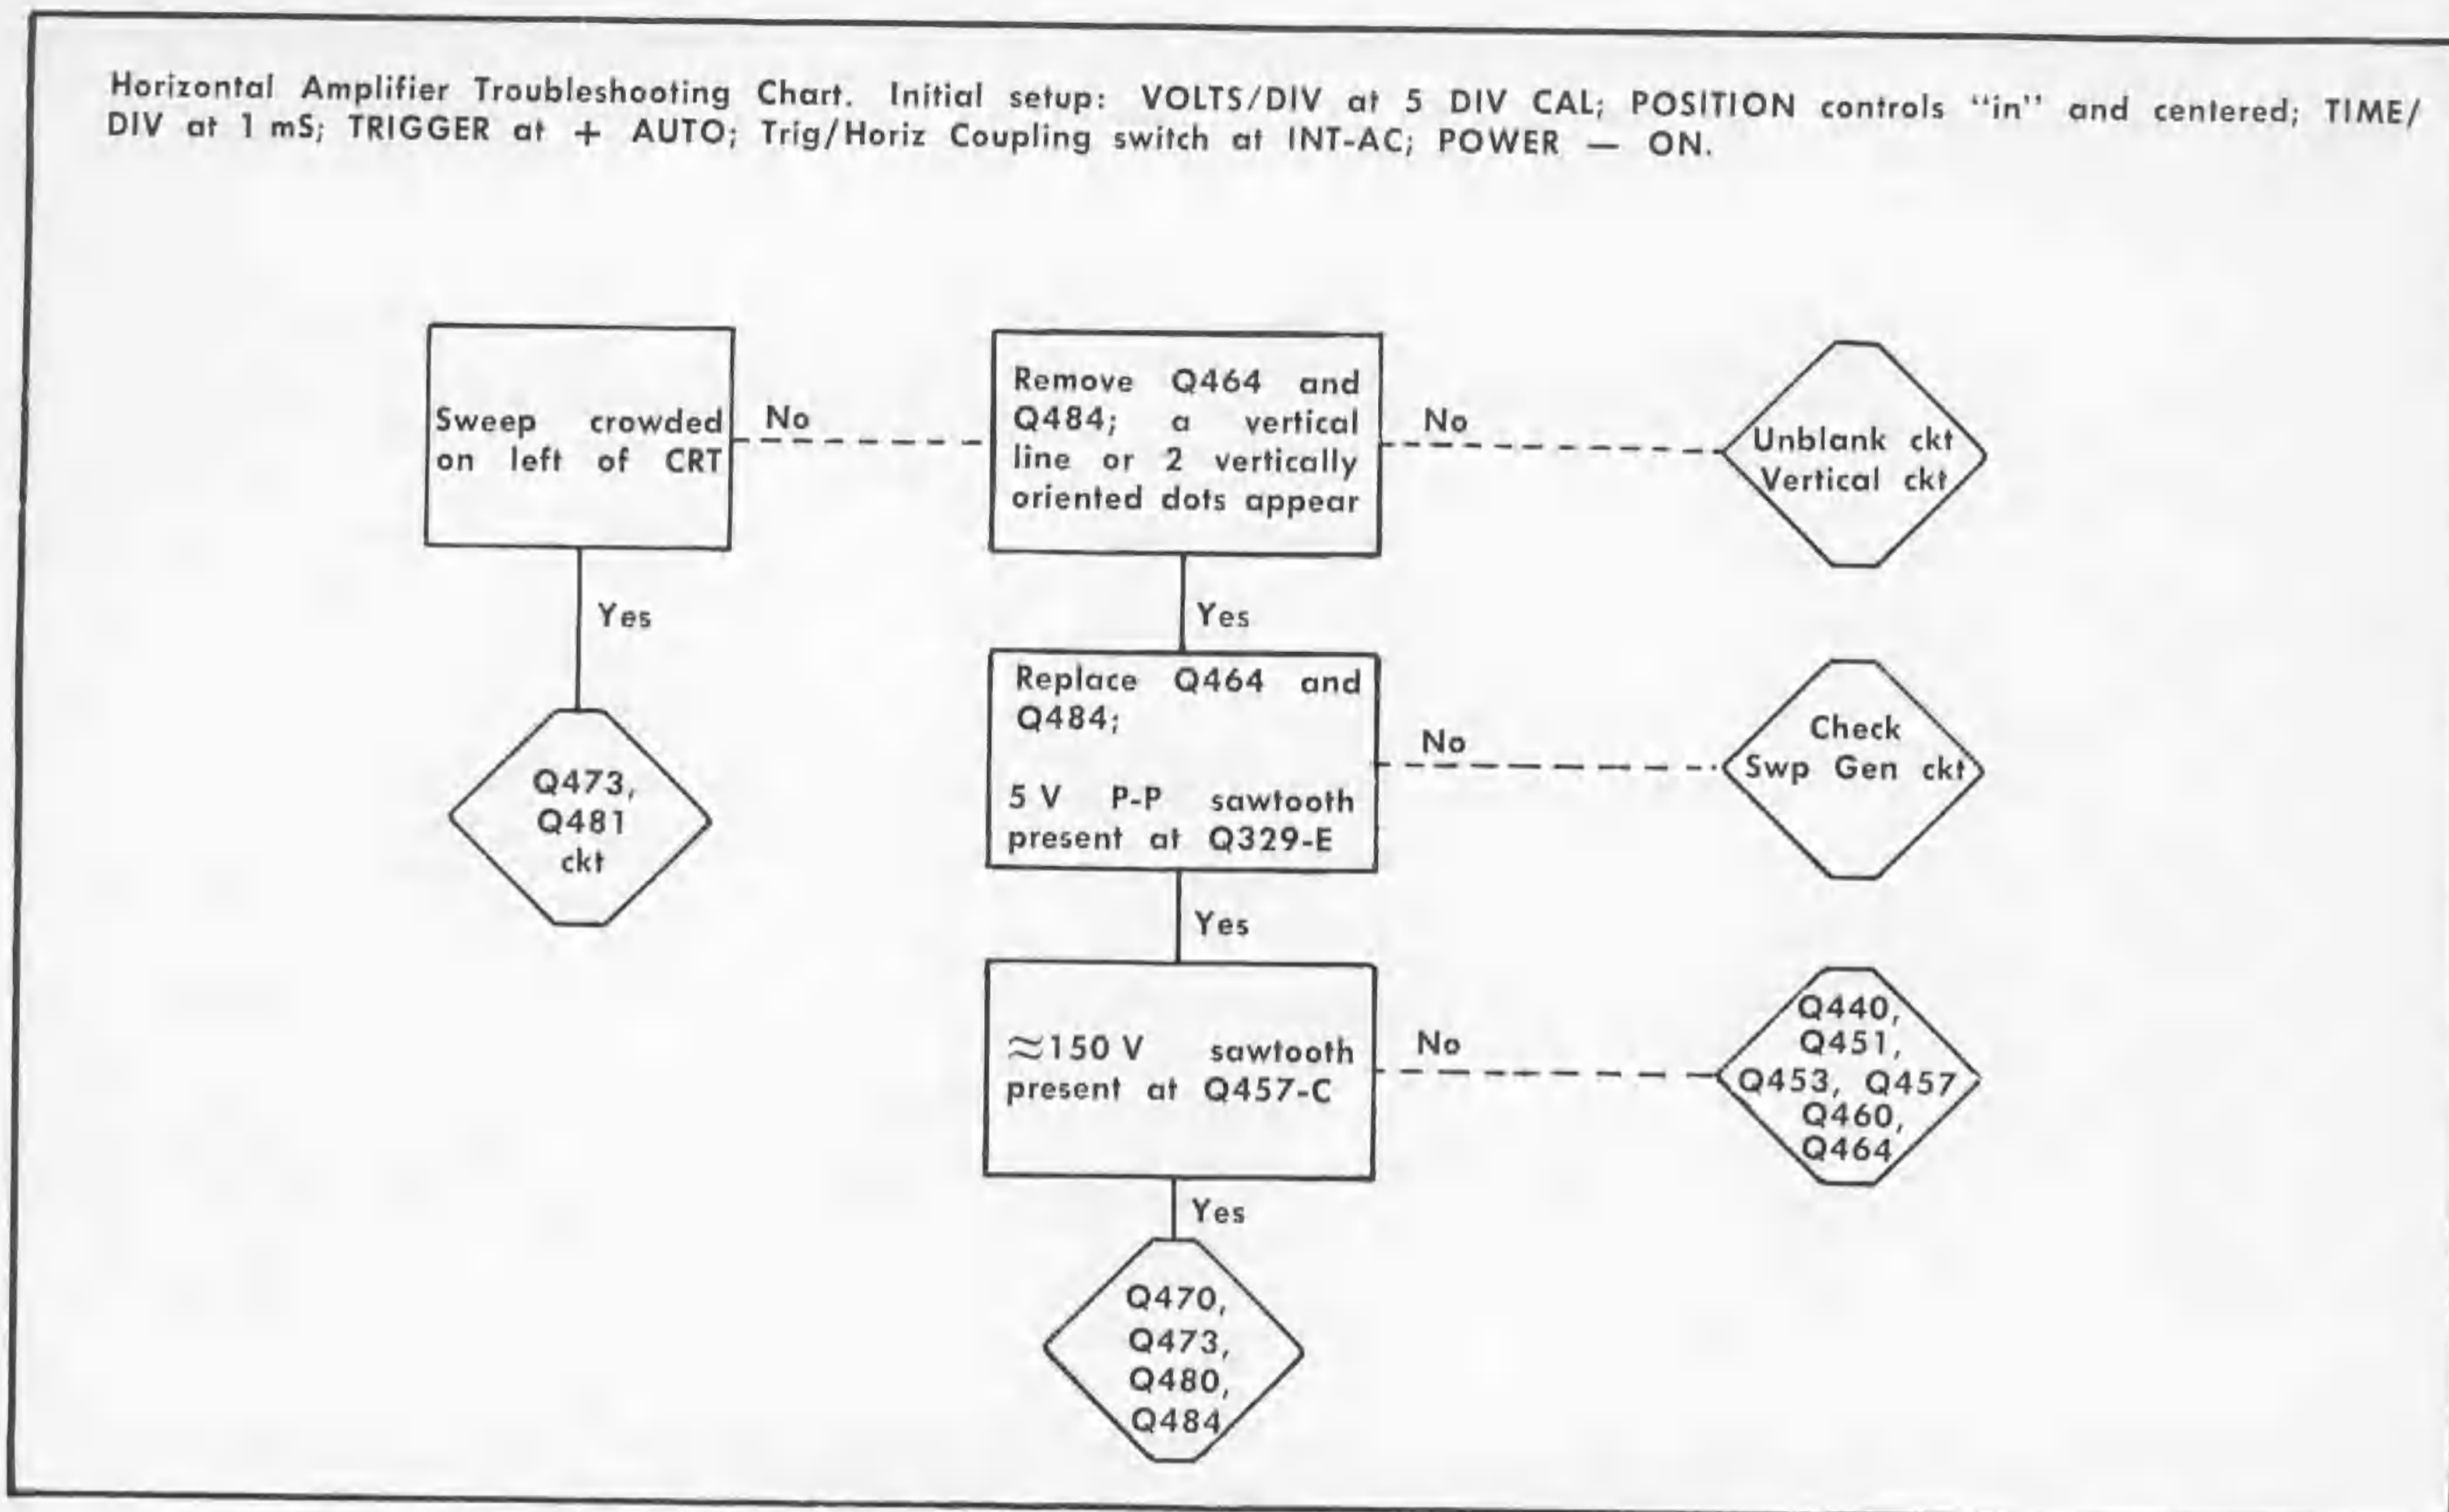 Horizontal Amplifier Troubleshooting Chart. Initial setup: VOLTS/DIV at 5 DIV CAL; POSITION controls "in" and centered; TIME/
DIV at 1 mS; TRIGGER at + AUTO; Trig/Horiz Coupling switch at INT-AC; POWER — ON.
Sweep crowded
on left of CRT
No
Remove Q464 and
Q484; a vertical
line or 2 vertically
oriented dots appear
No
Unblank ckt
Vertical ckt
Yes
Yes
Q473,
Q481
ckt
Replace Q464 and
Q484;
5 V P-P sawtooth
present at Q329-E
No
Check
Swp Gen ckt
Yes
≈150 V sawtooth
present at Q457-C
No
Q440,
Q451,
Q453, Q457
Q460,
Q464
Yes
Q470,
Q473,
Q480,
Q484